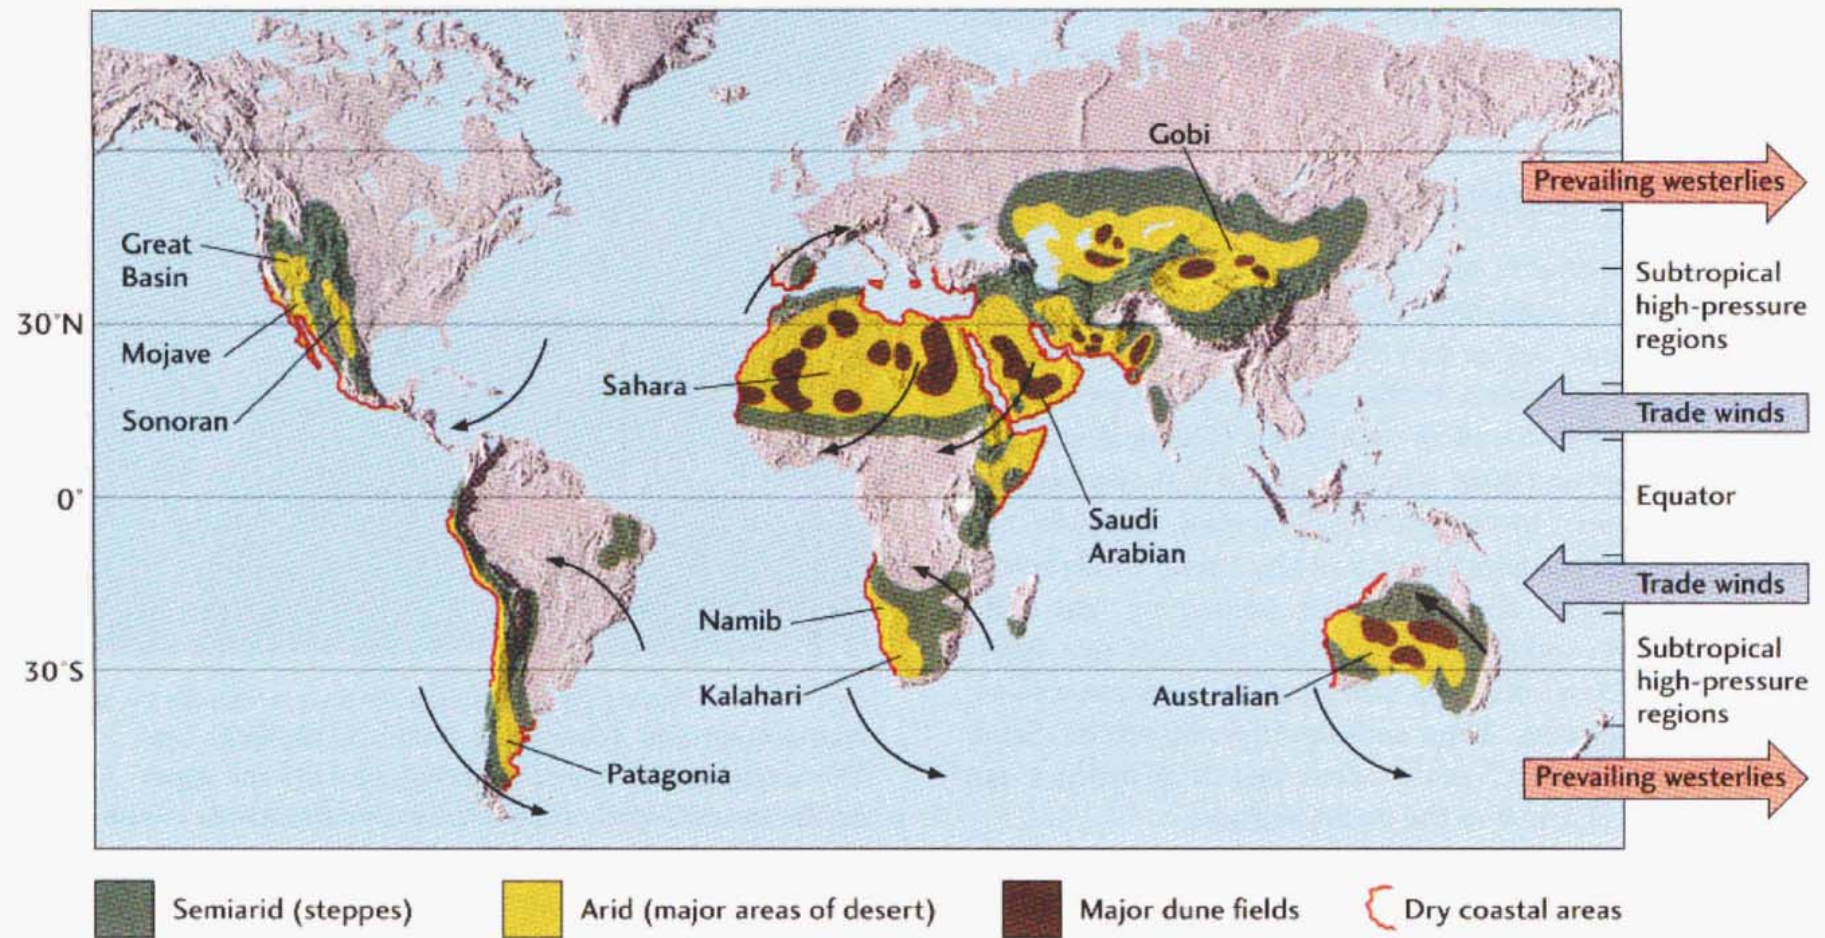 Gobi
Prevailing westerlies
Great
Basin
Subtropical
high-pressure
regions
30°N
Mojave
Sahara
Sonoran
Trade winds
0°
Equator
Saudi
Arabian
Trade winds
Namib
Subtropical
high-pressure
regions
30°S
Kalahari
Australian
Patagonia
Prevailing westerlies
Semiarid (steppes)
Arid (major areas of desert)
Major dune fields
Dry coastal areas